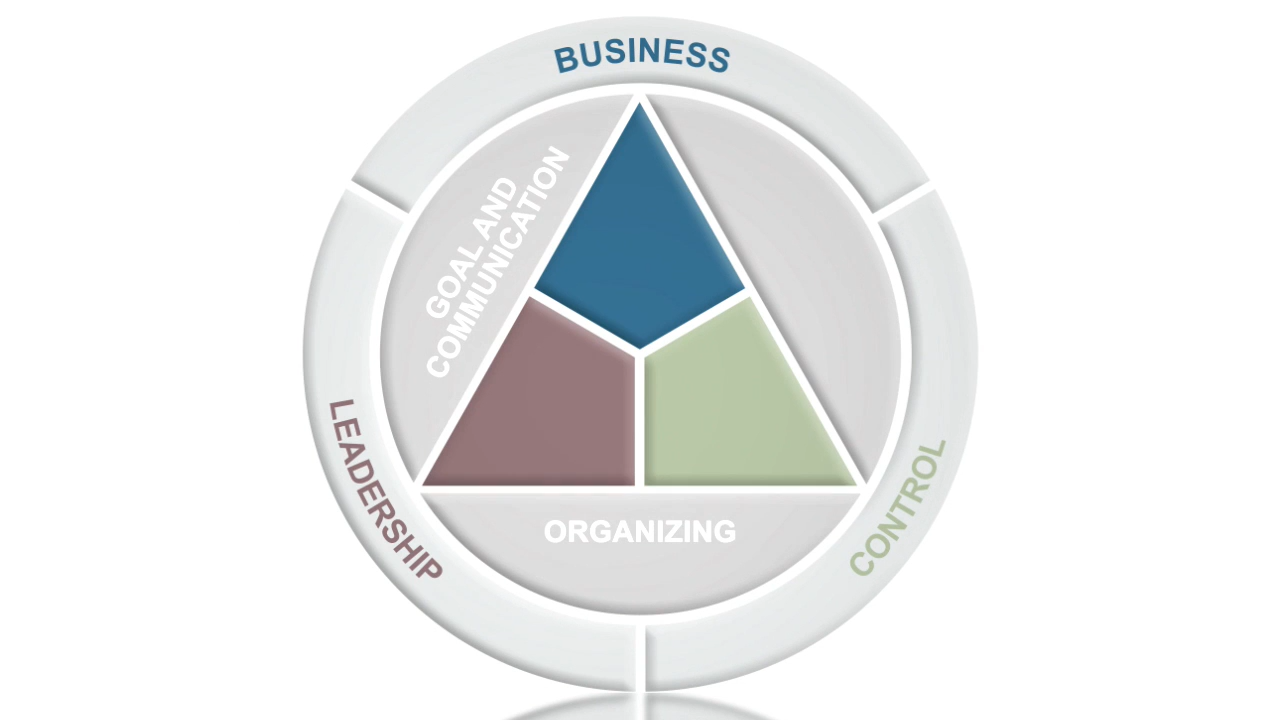 BUSINESS
GOAL AND
COMMUNICATION
LEADERSHIP
CONTROL
ORGANIZING